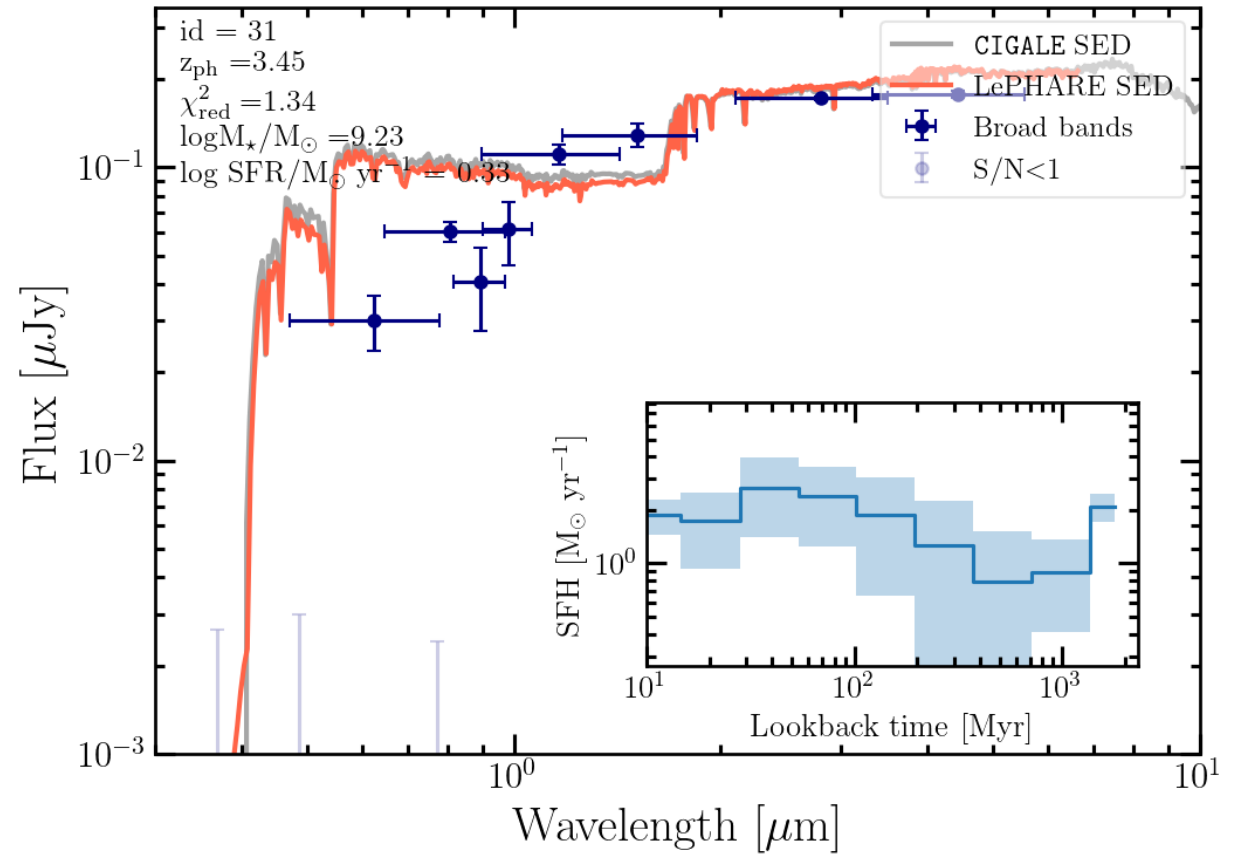 id = 31
z_ph =3.45
χ²_red =1.34
logM⋆/M⊙ =9.23
log SFR/M⊙ yr⁻¹ = 0.33
CIGALE SED
LePHARE SED
Broad bands
S/N<1
Flux [μJy]
10⁻¹
10⁻²
10⁻³
10⁰
10¹
Wavelength [μm]
SFH [M⊙ yr⁻¹]
10⁰
10¹
10²
10³
Lookback time [Myr]